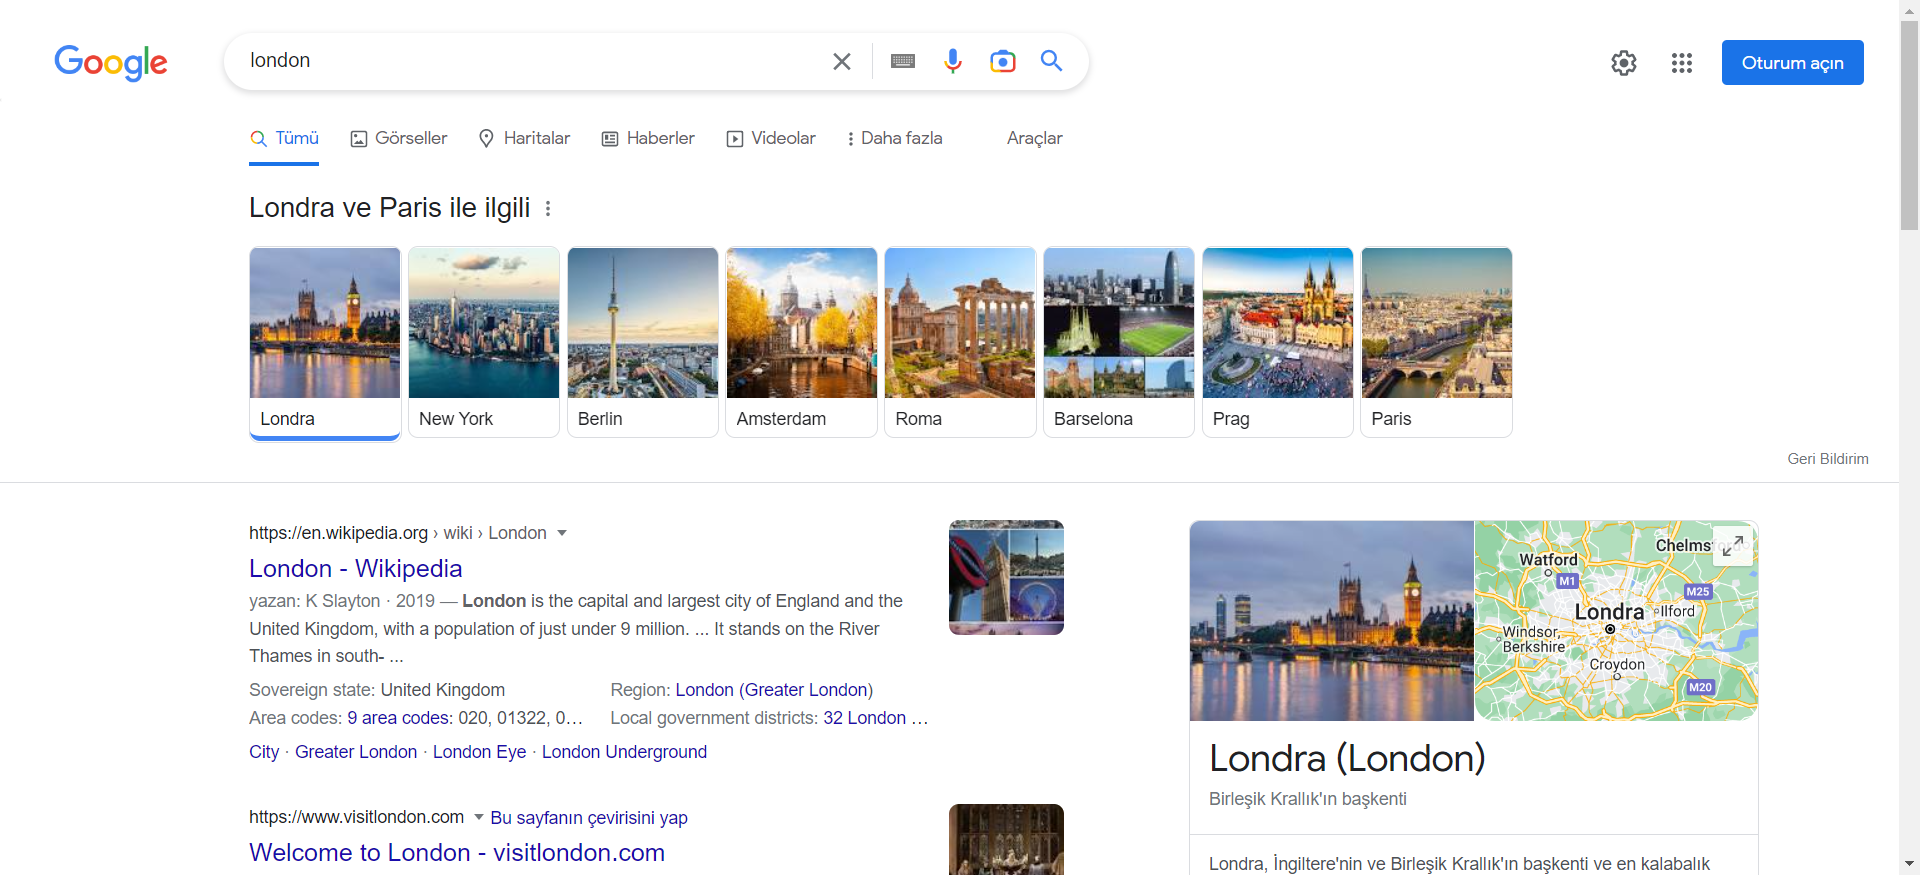 Google
london
Oturum açın
Tümü
Görseller
Haritalar
Haberler
Videolar
Daha fazla
Araçlar
Londra ve Paris ile ilgili
Londra
New York
Berlin
Amsterdam
Roma
Barselona
Prag
Paris
Geri Bildirim
https://en.wikipedia.org › wiki › London
London - Wikipedia
yazan: K Slayton · 2019 — London is the capital and largest city of England and the
United Kingdom, with a population of just under 9 million. ... It stands on the River
Thames in south- ...
Sovereign state: United Kingdom
Region: London (Greater London)
Area codes: 9 area codes: 020, 01322, 0…
Local government districts: 32 London …
City · Greater London · London Eye · London Underground
https://www.visitlondon.com
Bu sayfanın çevirisini yap
Welcome to London - visitlondon.com
Watford
Chelmsford
M1
M25
Londra
Ilford
Windsor,
Berkshire
Croydon
M20
Londra (London)
Birleşik Krallık'ın başkenti
Londra, İngiltere'nin ve Birleşik Krallık'ın başkenti ve en kalabalık